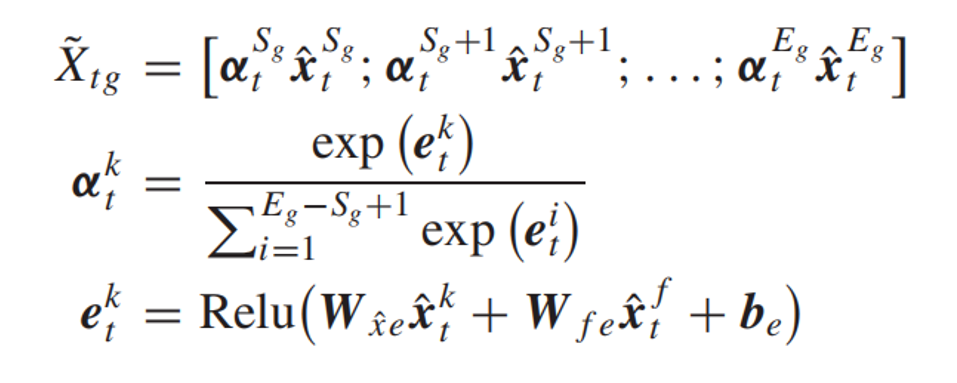 X̃_{tg} = [α_t^{S_g} x̂_t^{S_g}; α_t^{S_g+1} x̂_t^{S_g+1}; . . . ; α_t^{E_g} x̂_t^{E_g}]
α_t^k = exp (e_t^k) / ∑_{i=1}^{E_g−S_g+1} exp (e_t^i)
e_t^k = Relu(W_{x̂e} x̂_t^k + W_{fe} x̂_t^f + b_e)